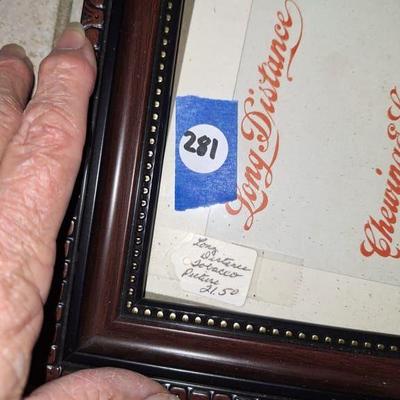 Long Distance
Chewing &
281
Long
Distance
Tobacco
Picture
21.50